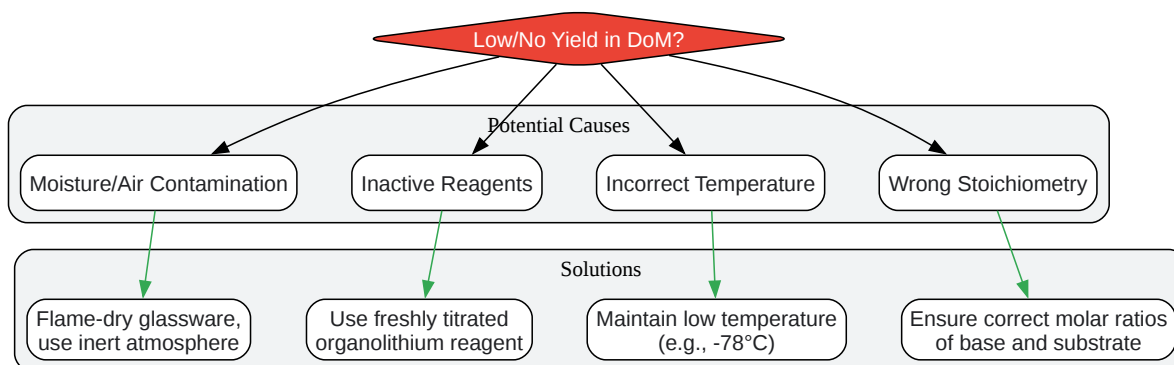 Low/No Yield in DoM?
Potential Causes
Moisture/Air Contamination
Inactive Reagents
Incorrect Temperature
Wrong Stoichiometry
Solutions
Flame-dry glassware,
use inert atmosphere
Use freshly titrated
organolithium reagent
Maintain low temperature
(e.g., -78°C)
Ensure correct molar ratios
of base and substrate